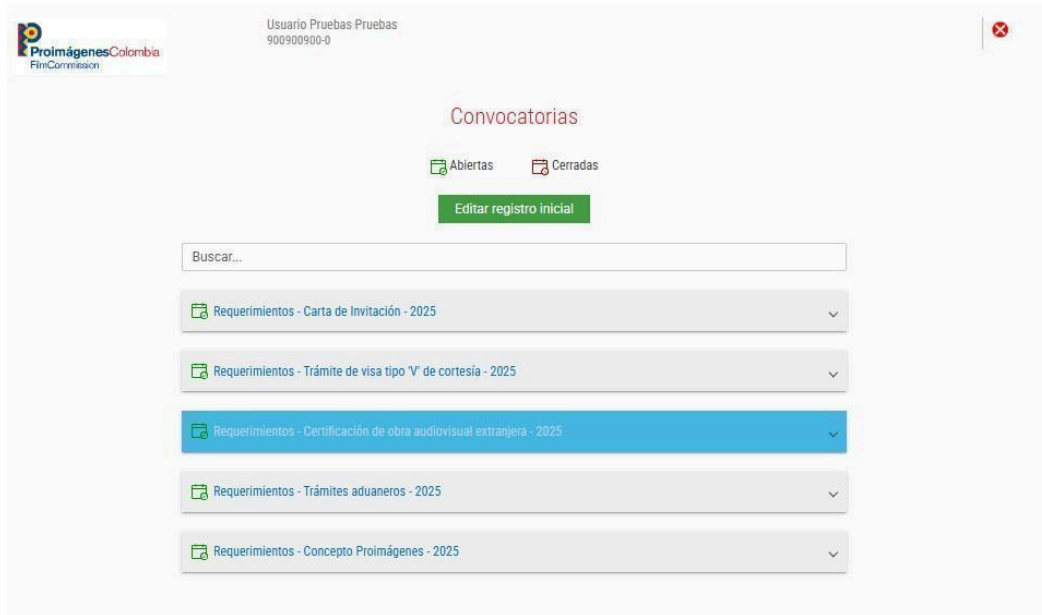 Usuario Pruebas Pruebas
900900900-0
ProimágenesColombia
FilmCommission
Convocatorias
Abiertas
Cerradas
Editar registro inicial
Buscar...
Requerimientos - Carta de Invitación - 2025
Requerimientos - Trámite de visa tipo 'V' de cortesía - 2025
Requerimientos - Certificación de obra audiovisual extranjera - 2025
Requerimientos - Trámites aduaneros - 2025
Requerimientos - Concepto Proimágenes - 2025